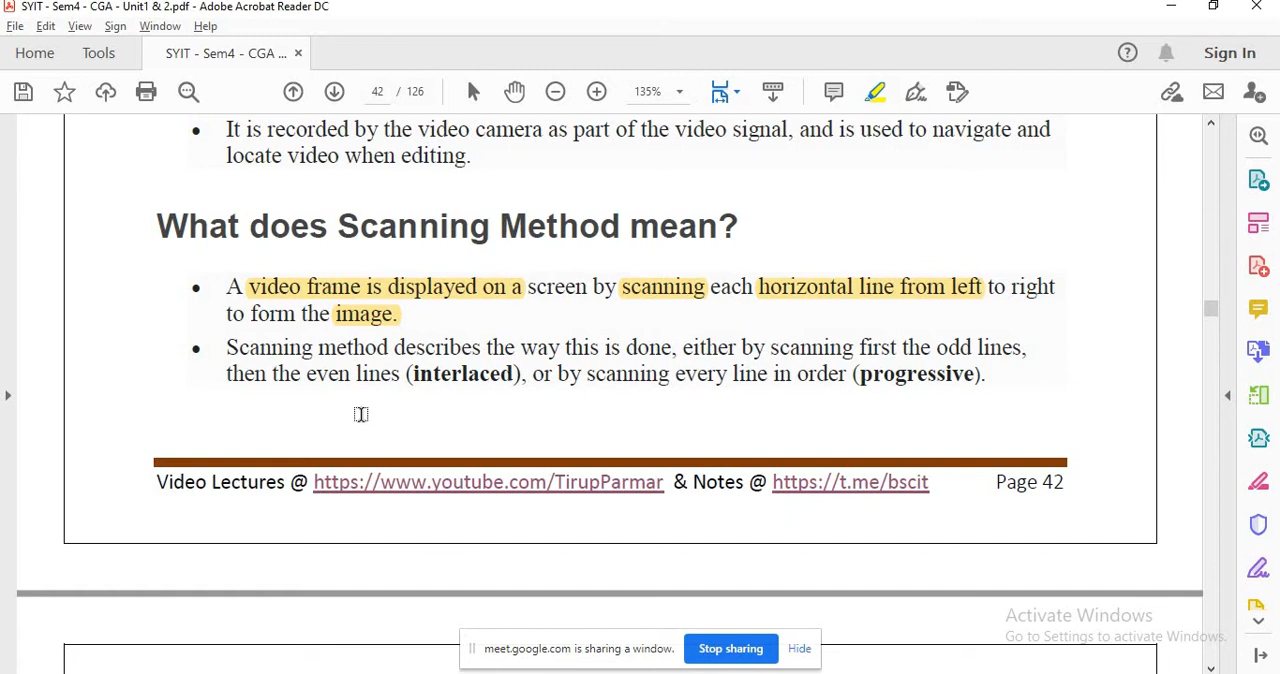 SYIT - Sem4 - CGA - Unit1 & 2.pdf - Adobe Acrobat Reader DC
File Edit View Sign Window Help
Home Tools SYIT - Sem4 - CGA ... × Sign In
42 / 126 135%
• It is recorded by the video camera as part of the video signal, and is used to navigate and
locate video when editing.
What does Scanning Method mean?
• A video frame is displayed on a screen by scanning each horizontal line from left to right
to form the image.
• Scanning method describes the way this is done, either by scanning first the odd lines,
then the even lines (interlaced), or by scanning every line in order (progressive).
Video Lectures @ https://www.youtube.com/TirupParmar & Notes @ https://t.me/bscit Page 42
Activate Windows
Go to Settings to activate Windows.
meet.google.com is sharing a window. Stop sharing Hide